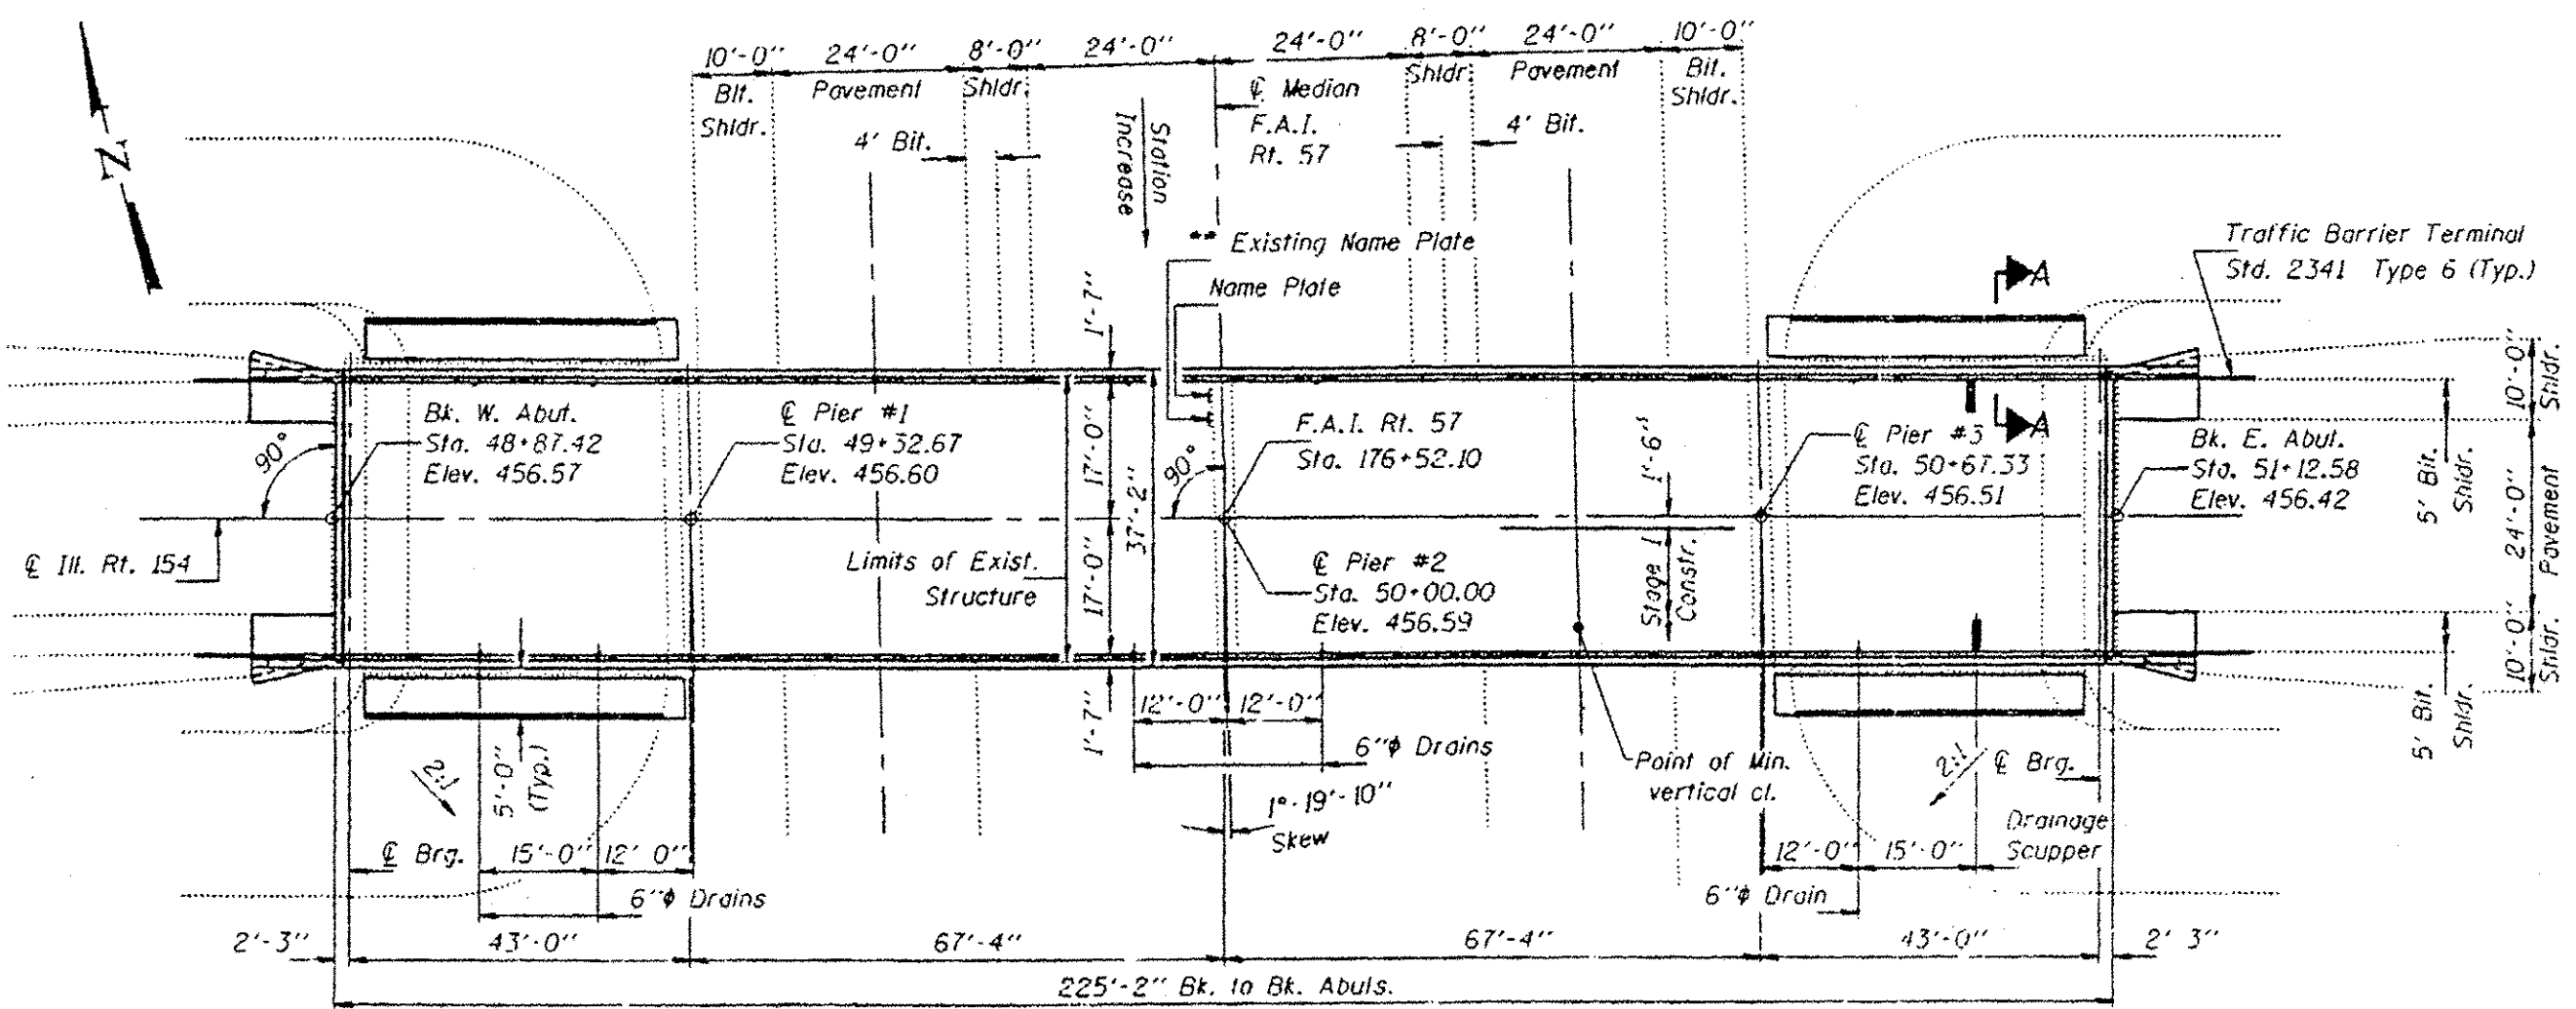 10'-0" 24'-0" 8'-0" 24'-0" 24'-0" 8'-0" 24'-0" 10'-0"
Bit. Shldr.
Pavement
Shldr.
℄ Median
F.A.I.
Rt. 57
Shldr.
Pavement
Bit.
Shldr.
4' Bit.
4' Bit.
Station
Increase
N
** Existing Name Plate
Name Plate
Traffic Barrier Terminal
Std. 2341 Type 6 (Typ.)
A
A
1'-7"
17'-0"
17'-0"
37'-2"
1'-7"
90°
Bk. W. Abut.
Sta. 48+87.42
Elev. 456.57
℄ Pier #1
Sta. 49+32.67
Elev. 456.60
90°
F.A.I. Rt. 57
Sta. 176+52.10
℄ Pier #2
Sta. 50+00.00
Elev. 456.59
1'-6"
Stage I
Constr.
℄ Pier #3
Sta. 50+67.33
Elev. 456.51
Bk. E. Abut.
Sta. 51+12.58
Elev. 456.42
10'-0"
Shldr.
5' Bit.
Shldr.
24'-0"
Pavement
10'-0"
Shldr.
5' Bit.
Shldr.
℄ Ill. Rt. 154
Limits of Exist.
Structure
12'-0" 12'-0"
6"ϕ Drains
1°-19'-10"
Skew
Point of Min.
vertical cl.
2:1
5'-0"
(Typ.)
2:1
℄ Brg.
Drainage
Scupper
℄ Brg.
15'-0" 12' 0"
6"ϕ Drains
12'-0" 15'-0"
6"ϕ Drain
2'-3" 43'-0" 67'-4" 67'-4" 43'-0" 2' 3"
225'-2" Bk. to Bk. Abuts.